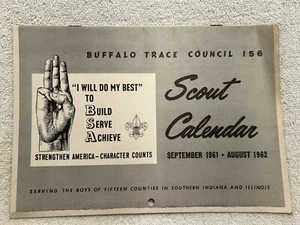 BUFFALO TRACE COUNCIL 156
"I WILL DO MY BEST"
TO
BUILD
SERVE
ACHIEVE
STRENGTHEN AMERICA—CHARACTER COUNTS
Scout
Calendar
SEPTEMBER 1961 - AUGUST 1962
SERVING THE BOYS OF FIFTEEN COUNTIES IN SOUTHERN INDIANA AND ILLINOIS